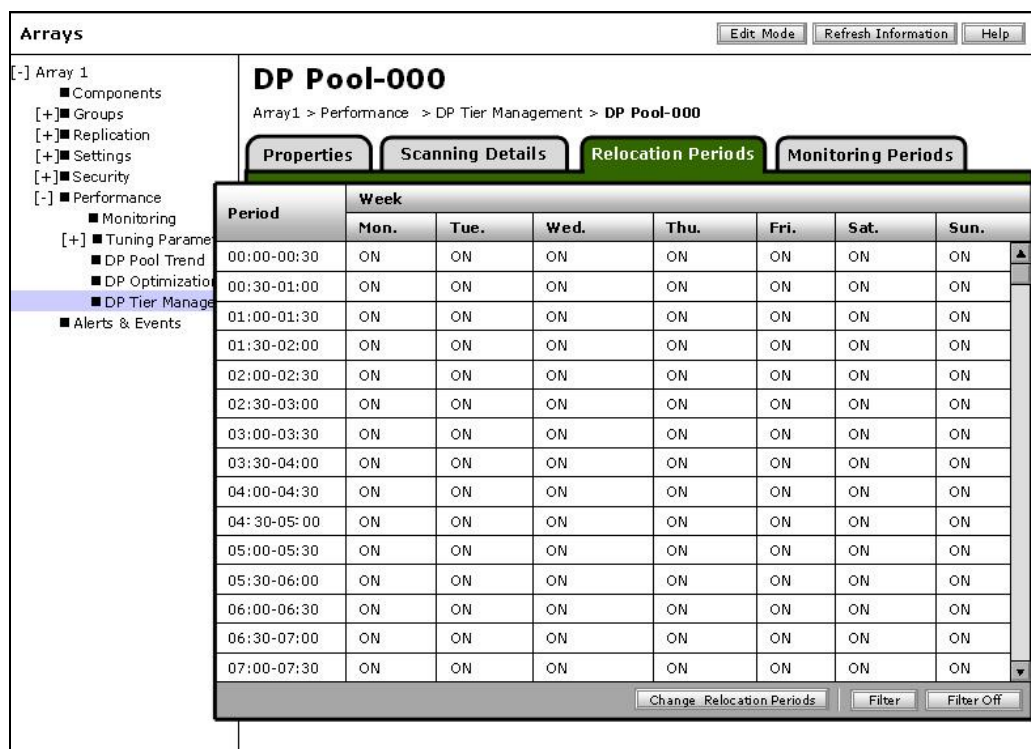 Arrays
Edit Mode Refresh Information Help
[-] Array 1
Components
[+] Groups
[+] Replication
[+] Settings
[+] Security
[-] Performance
Monitoring
[+] Tuning Parame
DP Pool Trend
DP Optimizatio
DP Tier Manage
Alerts & Events
DP Pool-000
Array1 > Performance > DP Tier Management > DP Pool-000
Properties Scanning Details Relocation Periods Monitoring Periods
Period Week
Mon. Tue. Wed. Thu. Fri. Sat. Sun.
00:00-00:30 ON ON ON ON ON ON ON
00:30-01:00 ON ON ON ON ON ON ON
01:00-01:30 ON ON ON ON ON ON ON
01:30-02:00 ON ON ON ON ON ON ON
02:00-02:30 ON ON ON ON ON ON ON
02:30-03:00 ON ON ON ON ON ON ON
03:00-03:30 ON ON ON ON ON ON ON
03:30-04:00 ON ON ON ON ON ON ON
04:00-04:30 ON ON ON ON ON ON ON
04:30-05:00 ON ON ON ON ON ON ON
05:00-05:30 ON ON ON ON ON ON ON
05:30-06:00 ON ON ON ON ON ON ON
06:00-06:30 ON ON ON ON ON ON ON
06:30-07:00 ON ON ON ON ON ON ON
07:00-07:30 ON ON ON ON ON ON ON
Change Relocation Periods Filter Filter Off